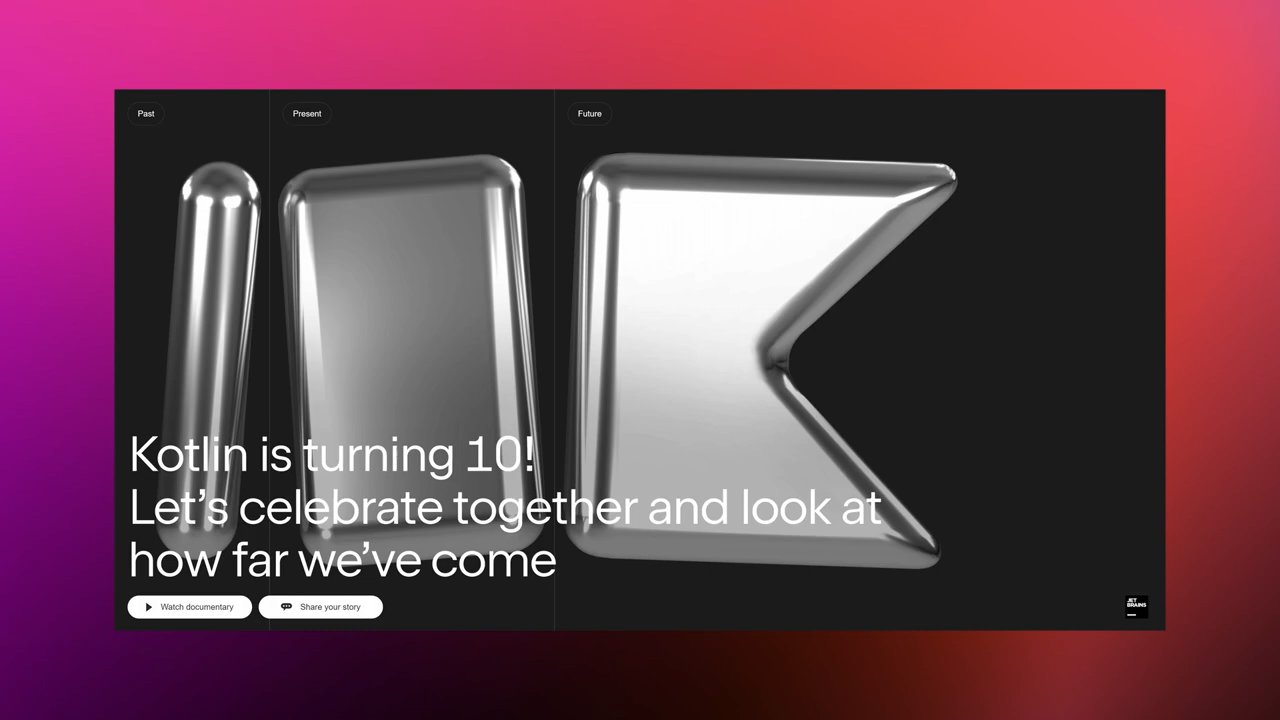 Past
Present
Future
Kotlin is turning 10!
Let’s celebrate together and look at
how far we’ve come
Watch documentary
Share your story
JET
BRAINS